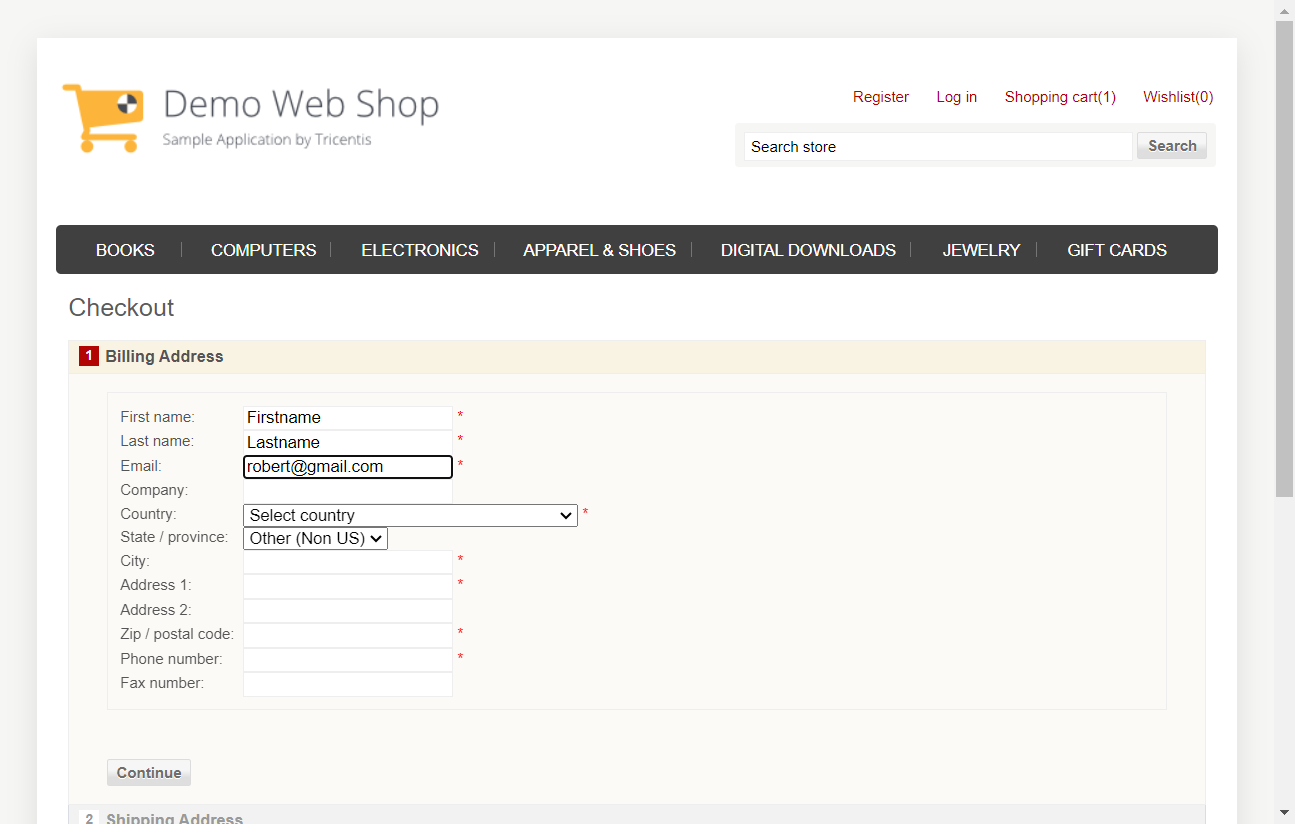 Demo Web Shop
Sample Application by Tricentis
Register Log in Shopping cart(1) Wishlist(0)
Search store Search
BOOKS COMPUTERS ELECTRONICS APPAREL & SHOES DIGITAL DOWNLOADS JEWELRY GIFT CARDS
Checkout
1 Billing Address
First name: Firstname *
Last name: Lastname *
Email: robert@gmail.com *
Company:
Country: Select country *
State / province: Other (Non US)
City: *
Address 1: *
Address 2:
Zip / postal code: *
Phone number: *
Fax number:
Continue
2 Shipping Address